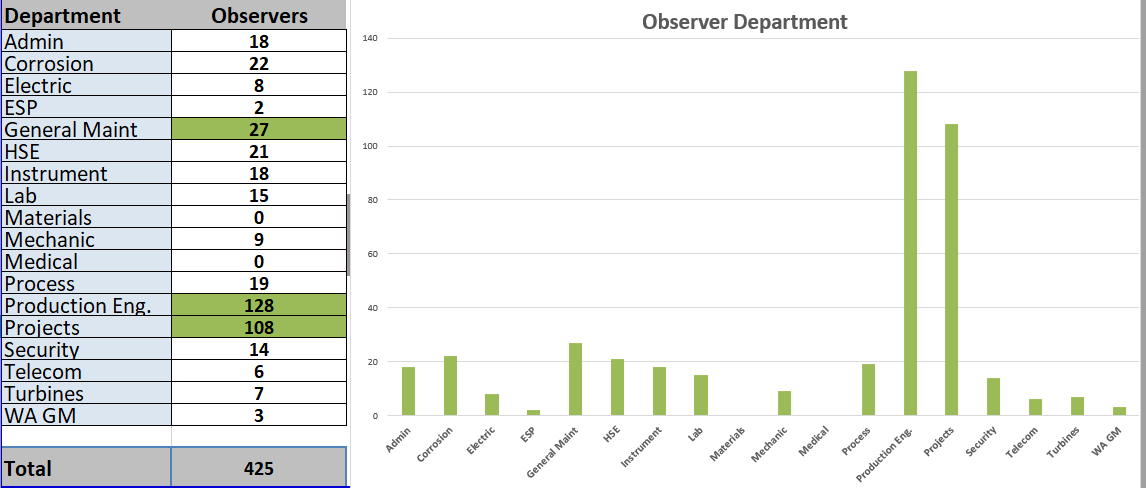 Department Observers
Admin 18
Corrosion 22
Electric 8
ESP 2
General Maint 27
HSE 21
Instrument 18
Lab 15
Materials 0
Mechanic 9
Medical 0
Process 19
Production Eng. 128
Projects 108
Security 14
Telecom 6
Turbines 7
WA GM 3
Total 425
Observer Department
140
120
100
80
60
40
20
0
Admin
Corrosion
Electric
ESP
General Maint
HSE
Instrument
Lab
Materials
Mechanic
Medical
Process
Production Eng.
Projects
Security
Telecom
Turbines
WA GM